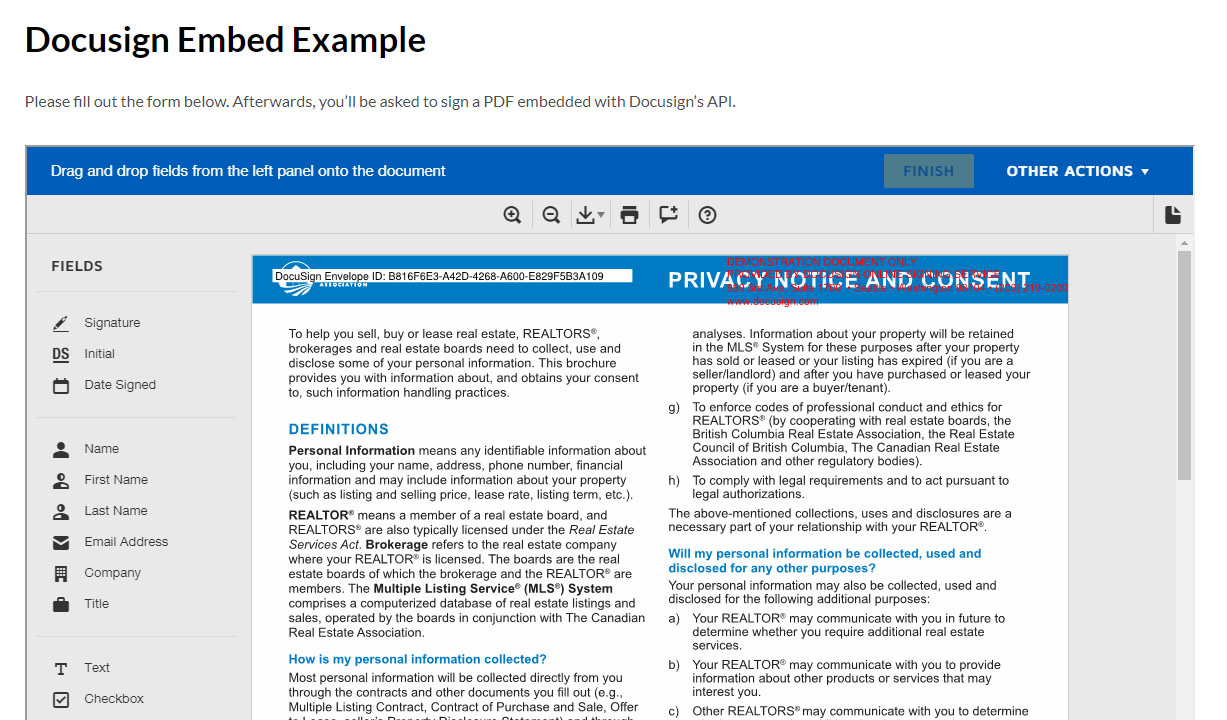 Docusign Embed Example
Please fill out the form below. Afterwards, you’ll be asked to sign a PDF embedded with Docusign’s API.
Drag and drop fields from the left panel onto the document
FINISH
OTHER ACTIONS
FIELDS
Signature
DS Initial
Date Signed
Name
First Name
Last Name
Email Address
Company
Title
Text
Checkbox
DocuSign Envelope ID: B816F6E3-A42D-4268-A600-E829F5B3A109
ASSOCIATION
DEMONSTRATION DOCUMENT ONLY
PROVIDED BY DOCUSIGN ONLINE SIGNING SERVICE
www.docusign.com
PRIVACY NOTICE AND CONSENT
To help you sell, buy or lease real estate, REALTORS®,
brokerages and real estate boards need to collect, use and
disclose some of your personal information. This brochure
provides you with information about, and obtains your consent
to, such information handling practices.
DEFINITIONS
Personal Information means any identifiable information about
you, including your name, address, phone number, financial
information and may include information about your property
(such as listing and selling price, lease rate, listing term, etc.).
REALTOR® means a member of a real estate board, and
REALTORS® are also typically licensed under the Real Estate
Services Act. Brokerage refers to the real estate company
where your REALTOR® is licensed. The boards are the real
estate boards of which the brokerage and the REALTOR® are
members. The Multiple Listing Service® (MLS®) System
comprises a computerized database of real estate listings and
sales, operated by the boards in conjunction with The Canadian
Real Estate Association.
How is my personal information collected?
Most personal information will be collected directly from you
through the contracts and other documents you fill out (e.g.,
Multiple Listing Contract, Contract of Purchase and Sale, Offer
to Lease, seller’s Property Disclosure Statement) and through
analyses. Information about your property will be retained
in the MLS® System for these purposes after your property
has sold or leased or your listing has expired (if you are a
seller/landlord) and after you have purchased or leased your
property (if you are a buyer/tenant).
g) To enforce codes of professional conduct and ethics for
REALTORS® (by cooperating with real estate boards, the
British Columbia Real Estate Association, the Real Estate
Council of British Columbia, The Canadian Real Estate
Association and other regulatory bodies).
h) To comply with legal requirements and to act pursuant to
legal authorizations.
The above-mentioned collections, uses and disclosures are a
necessary part of your relationship with your REALTOR®.
Will my personal information be collected, used and
disclosed for any other purposes?
Your personal information may also be collected, used and
disclosed for the following additional purposes:
a) Your REALTOR® may communicate with you in future to
determine whether you require additional real estate
services.
b) Your REALTOR® may communicate with you to provide
information about other products or services that may
interest you.
c) Other REALTORS® may communicate with you to determine